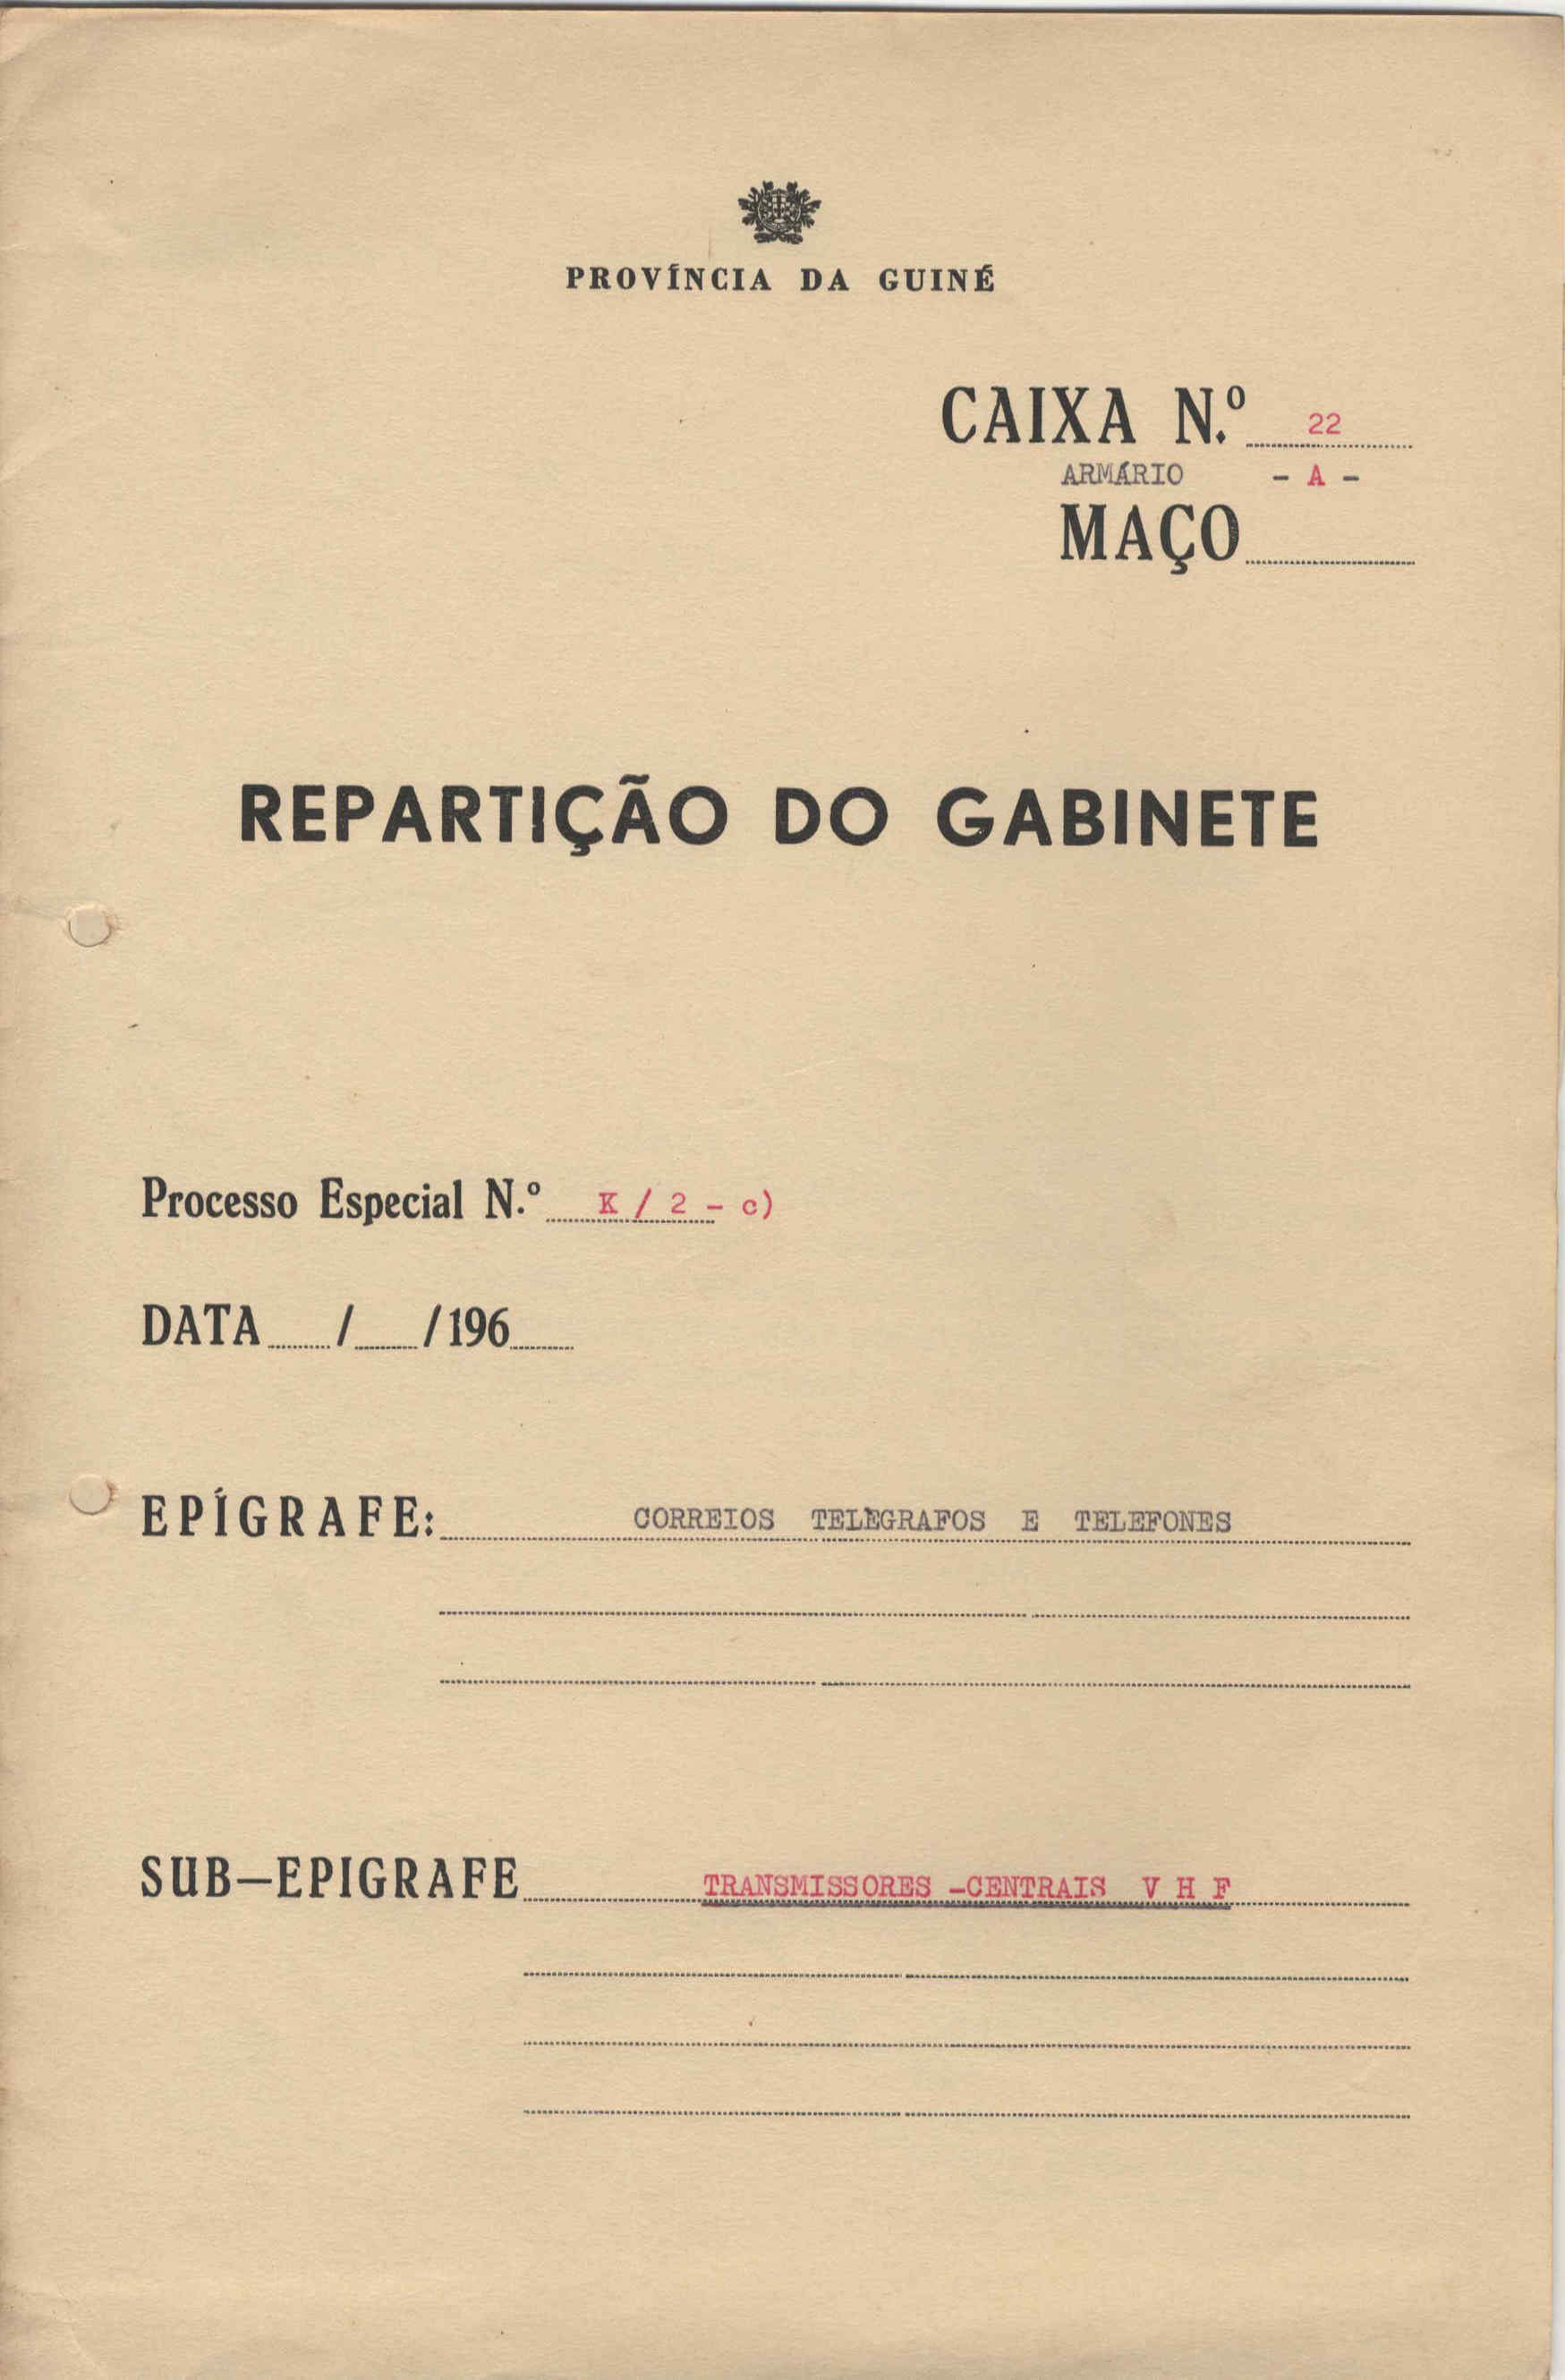 PROVÍNCIA DA GUINÉ
CAIXA N.º 22
ARMÁRIO - A -
MAÇO
REPARTIÇÃO DO GABINETE
Processo Especial N.º K / 2 - c)
DATA / /196
EPÍGRAFE: CORREIOS TELÈGRAFOS E TELEFONES
SUB-EPIGRAFE TRANSMISSORES -CENTRAIS V H F